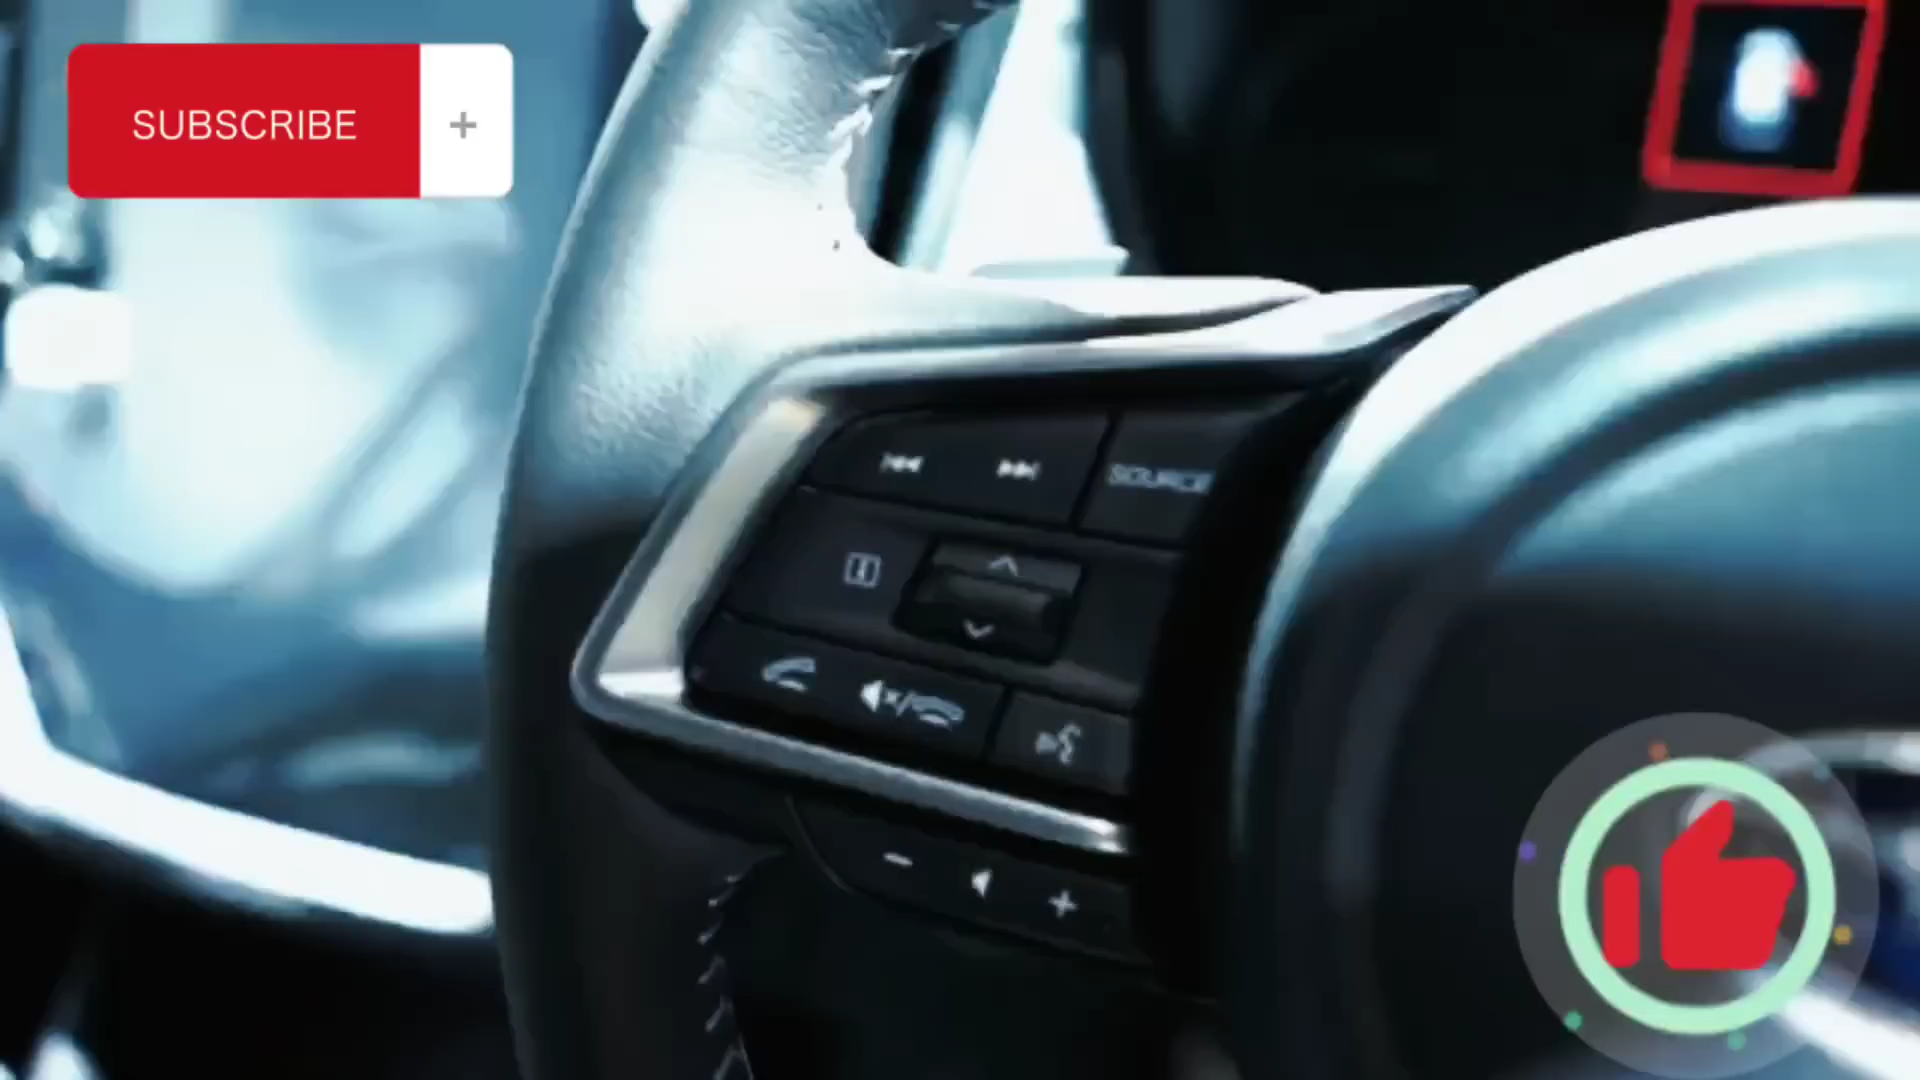 SUBSCRIBE +
SOURCE
i
− +